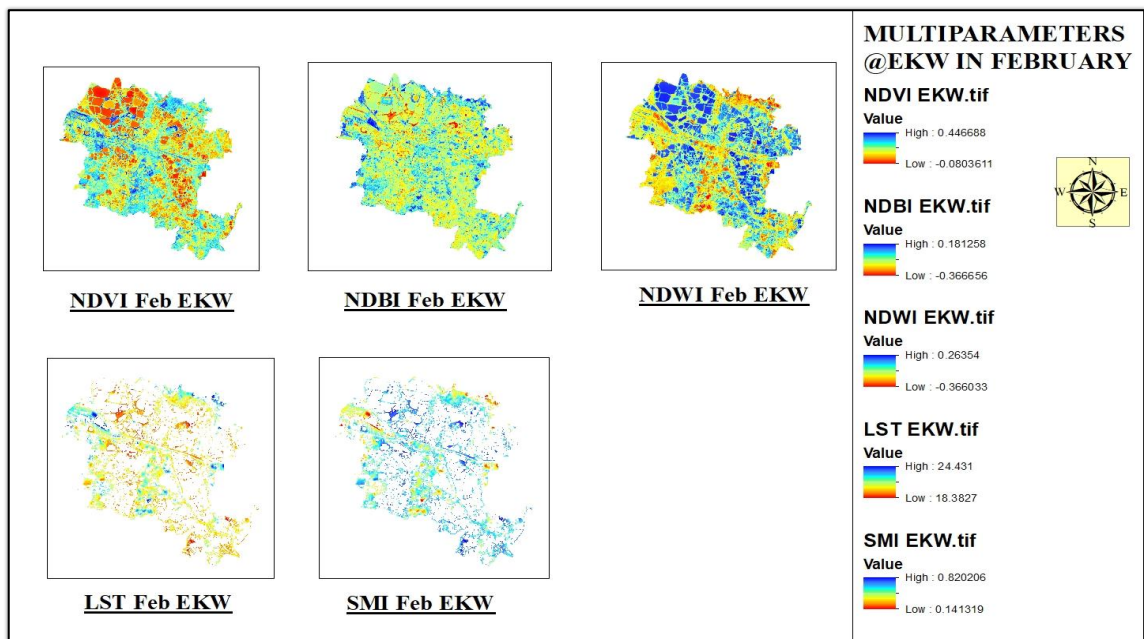 MULTIPARAMETERS
@EKW IN FEBRUARY
NDVI EKW.tif
Value
High : 0.446688
Low : -0.0803611
NDBI EKW.tif
Value
High : 0.181258
Low : -0.366656
NDWI EKW.tif
Value
High : 0.26354
Low : -0.366033
LST EKW.tif
Value
High : 24.431
Low : 18.3827
SMI EKW.tif
Value
High : 0.820206
Low : 0.141319
N
W E
S
NDVI Feb EKW
NDBI Feb EKW
NDWI Feb EKW
LST Feb EKW
SMI Feb EKW